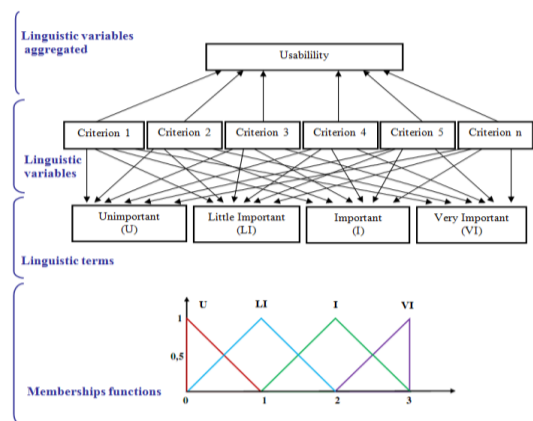 Linguistic variables
aggregated
Usabilility
Criterion 1
Criterion 2
Criterion 3
Criterion 4
Criterion 5
Criterion n
Linguistic
variables
Unimportant
(U)
Little Important
(LI)
Important
(I)
Very Important
(VI)
Linguistic terms
U
LI
I
VI
1
0,5
Memberships functions
0
1
2
3